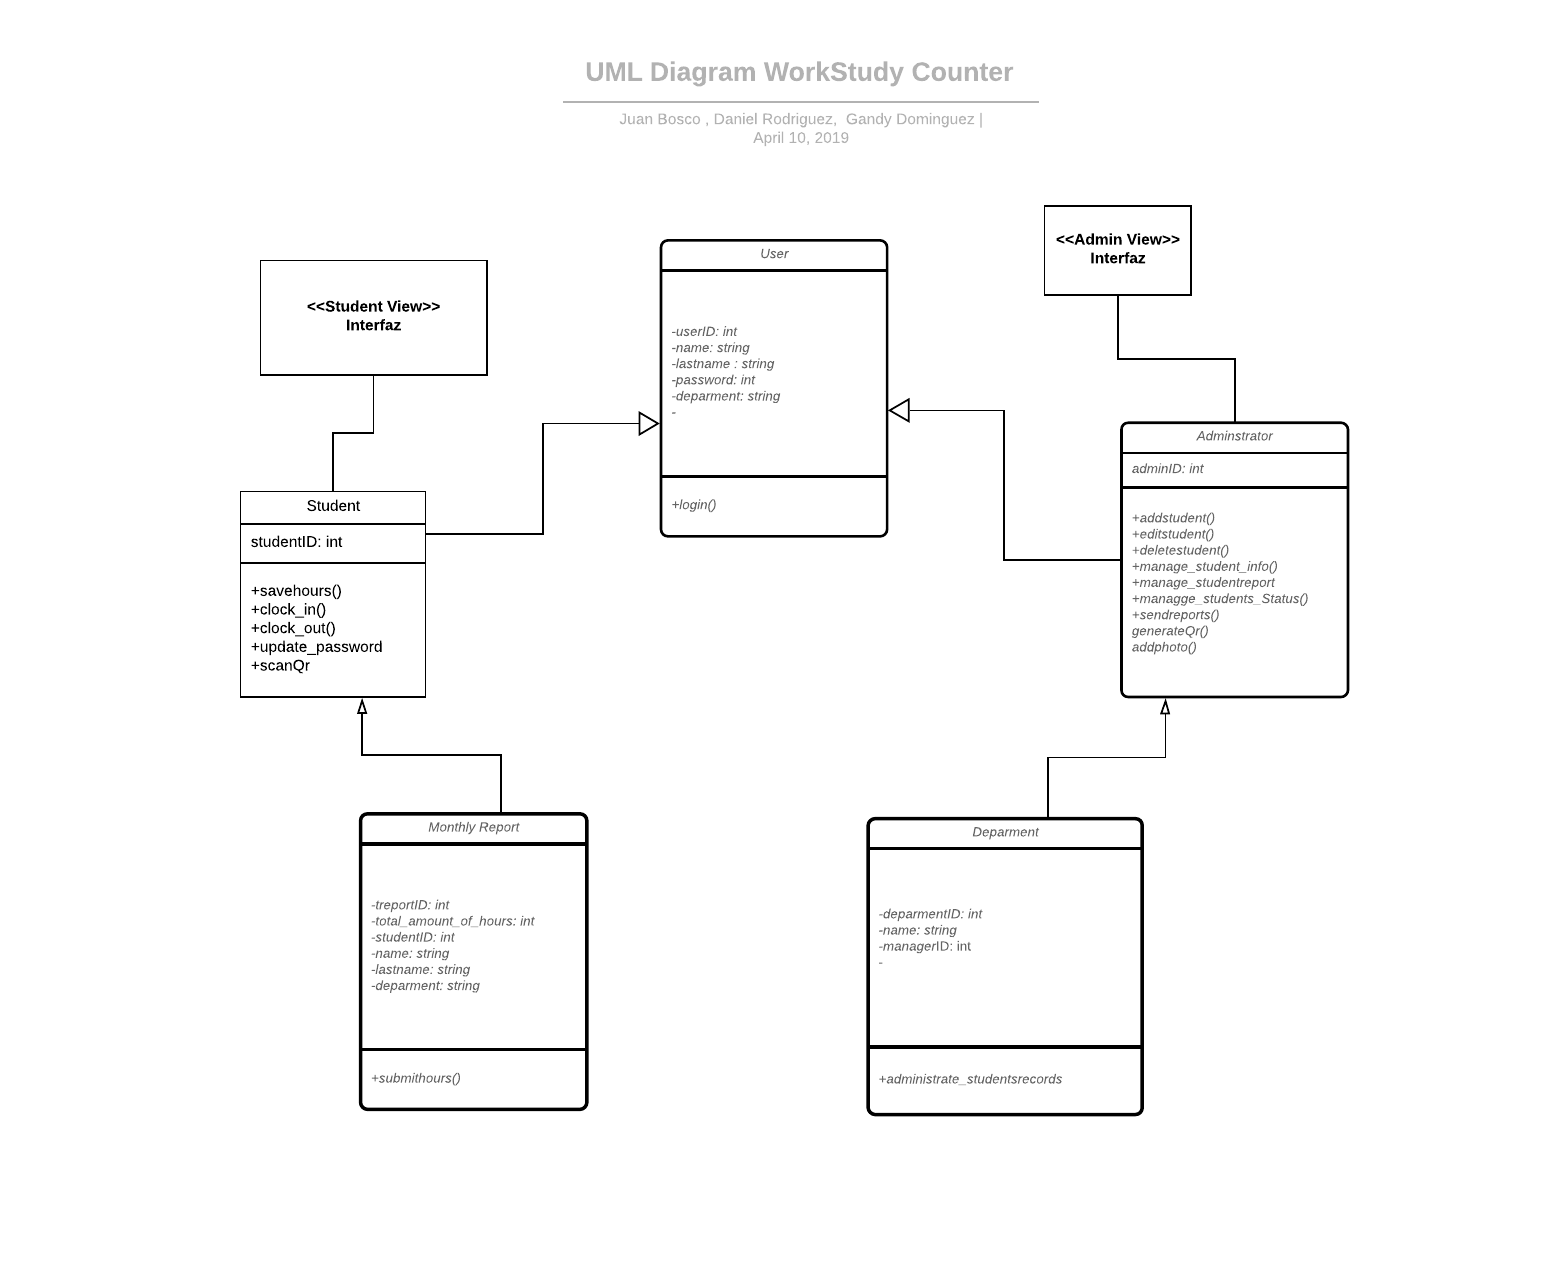 UML Diagram WorkStudy Counter
Juan Bosco , Daniel Rodriguez,  Gandy Dominguez |
April 10, 2019
<<Student View>>
Interfaz
User
-userID: int
-name: string
-lastname : string
-password: int
-deparment: string
-
+login()
<<Admin View>>
Interfaz
Student
studentID: int
+savehours()
+clock_in()
+clock_out()
+update_password
+scanQr
Adminstrator
adminID: int
+addstudent()
+editstudent()
+deletestudent()
+manage_student_info()
+manage_studentreport
+managge_students_Status()
+sendreports()
generateQr()
addphoto()
Monthly Report
-treportID: int
-total_amount_of_hours: int
-studentID: int
-name: string
-lastname: string
-deparment: string
+submithours()
Deparment
-deparmentID: int
-name: string
-managerID: int
-
+administrate_studentsrecords